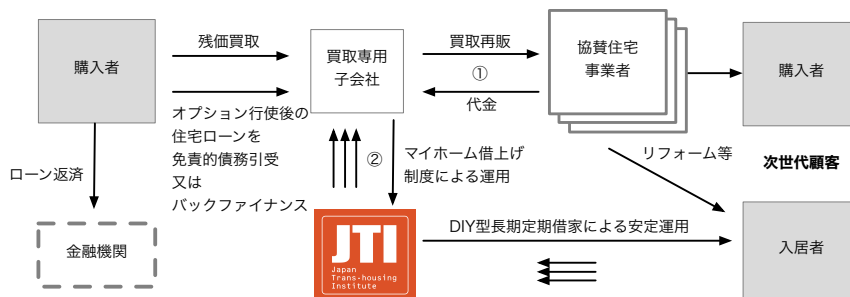 購入者
残価買取
オプション行使後の
住宅ローンを
免責的債務引受
又は
バックファイナンス
ローン返済
金融機関
買取専用
子会社
買取再販
①
代金
②
マイホーム借上げ
制度による運用
JTI
Japan
Trans-housing
Institute
協賛住宅
事業者
購入者
リフォーム等
次世代顧客
DIY型長期定期借家による安定運用
入居者